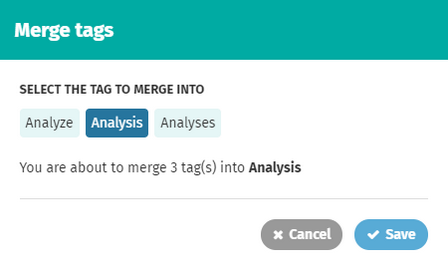 Merge tags
SELECT THE TAG TO MERGE INTO
Analyze Analysis Analyses
You are about to merge 3 tag(s) into Analysis
Cancel Save